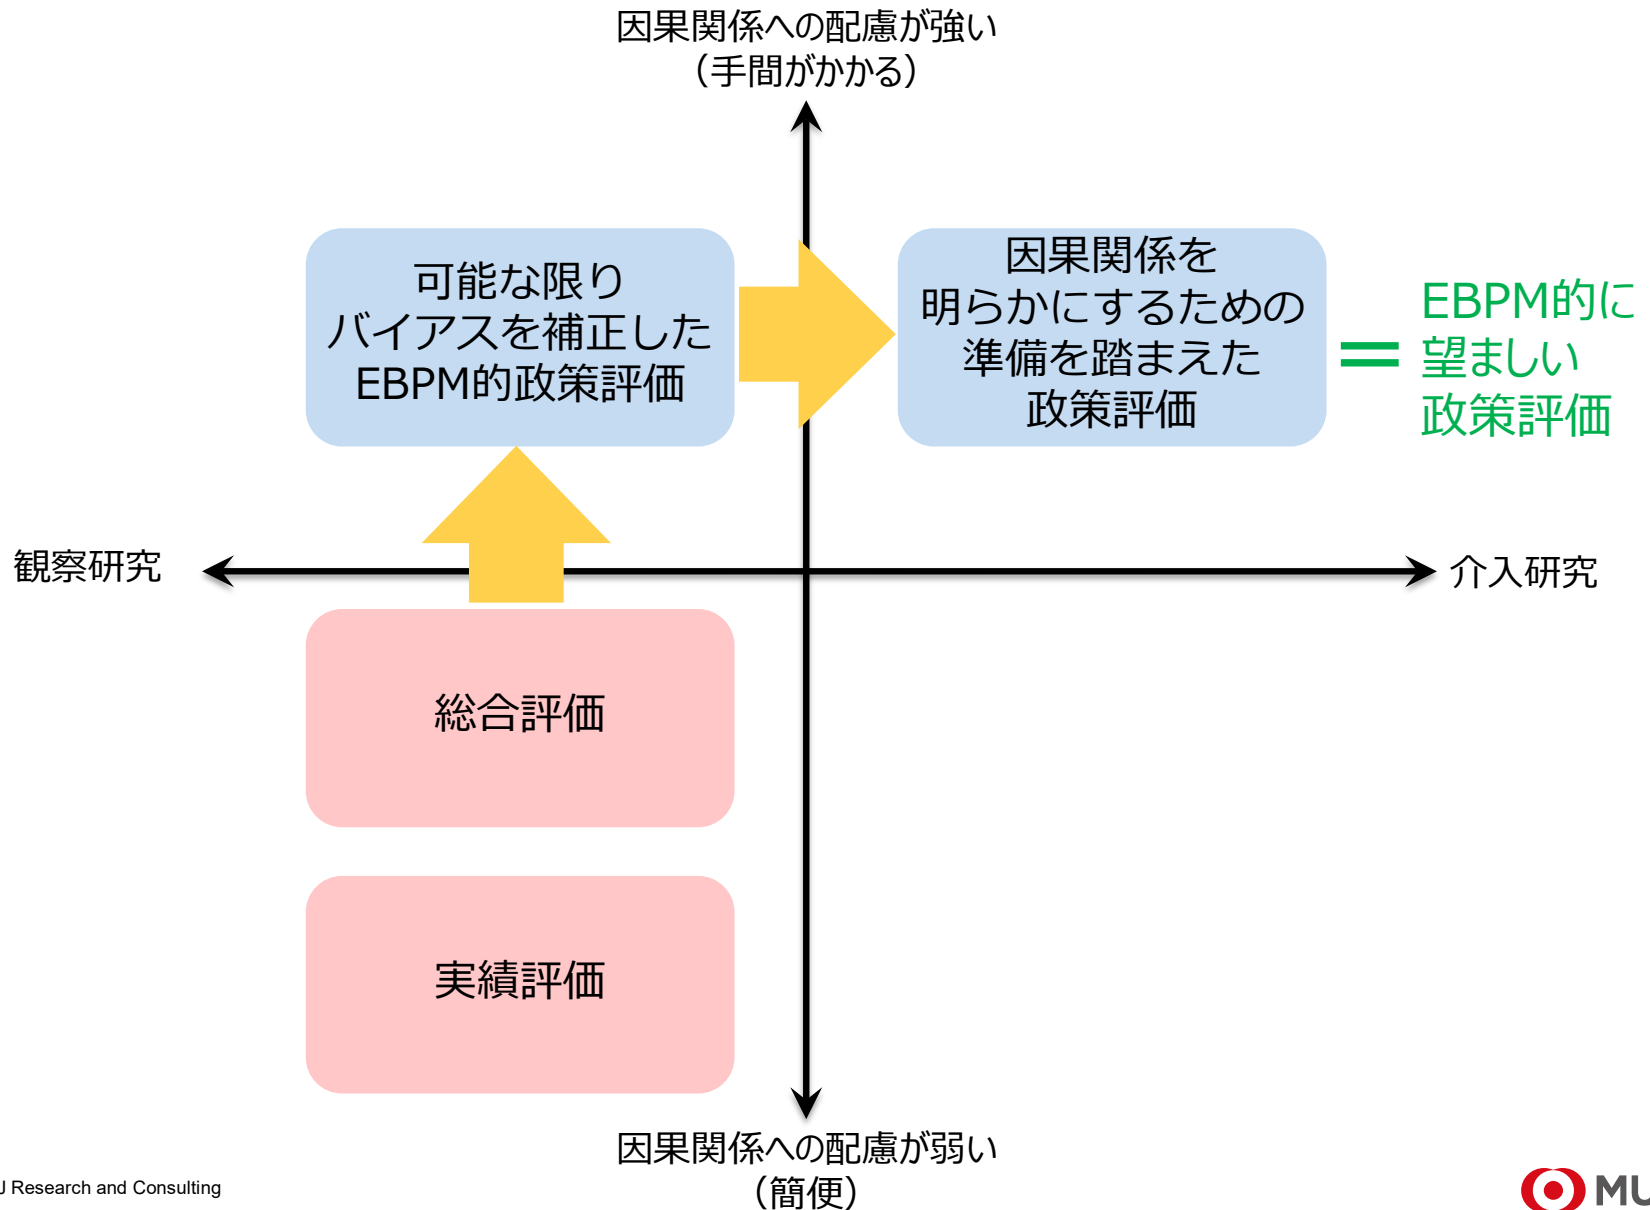 因果関係への配慮が強い
（手間がかかる）
可能な限り
バイアスを補正した
EBPM的政策評価
因果関係を
明らかにするための
準備を踏まえた
政策評価
＝
EBPM的に
望ましい
政策評価
観察研究
介入研究
総合評価
実績評価
因果関係への配慮が弱い
（簡便）
J Research and Consulting
MU